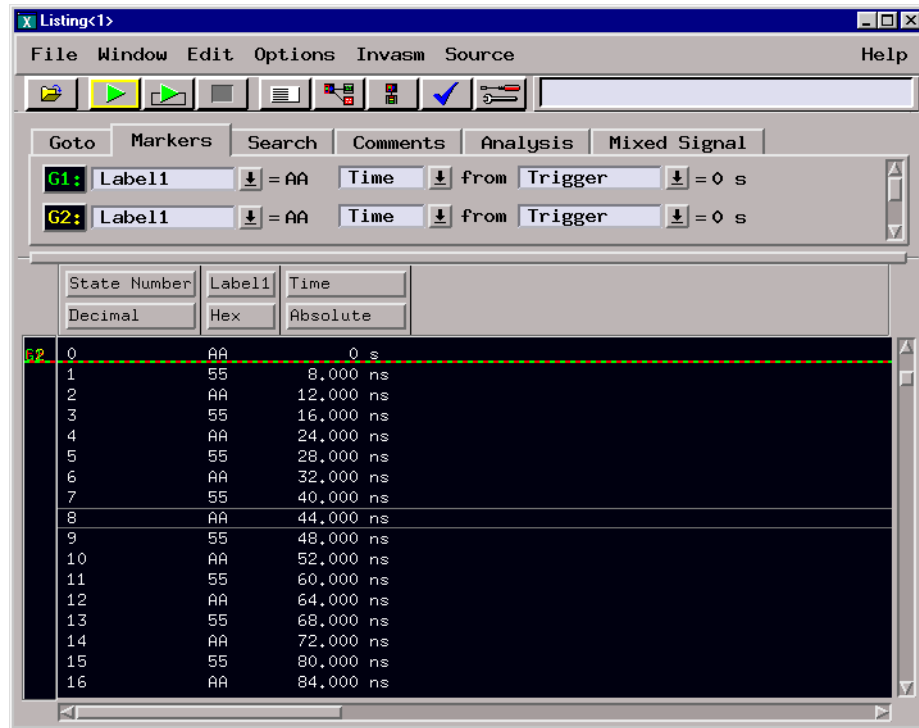 X Listing<1>
File Window Edit Options Invasm Source Help
Goto Markers Search Comments Analysis Mixed Signal
G1: Label1 = AA Time from Trigger = 0 s
G2: Label1 = AA Time from Trigger = 0 s
State Number Label1 Time
Decimal Hex Absolute
G2 0 AA 0 s
1 55 8.000 ns
2 AA 12.000 ns
3 55 16.000 ns
4 AA 24.000 ns
5 55 28.000 ns
6 AA 32.000 ns
7 55 40.000 ns
8 AA 44.000 ns
9 55 48.000 ns
10 AA 52.000 ns
11 55 60.000 ns
12 AA 64.000 ns
13 55 68.000 ns
14 AA 72.000 ns
15 55 80.000 ns
16 AA 84.000 ns